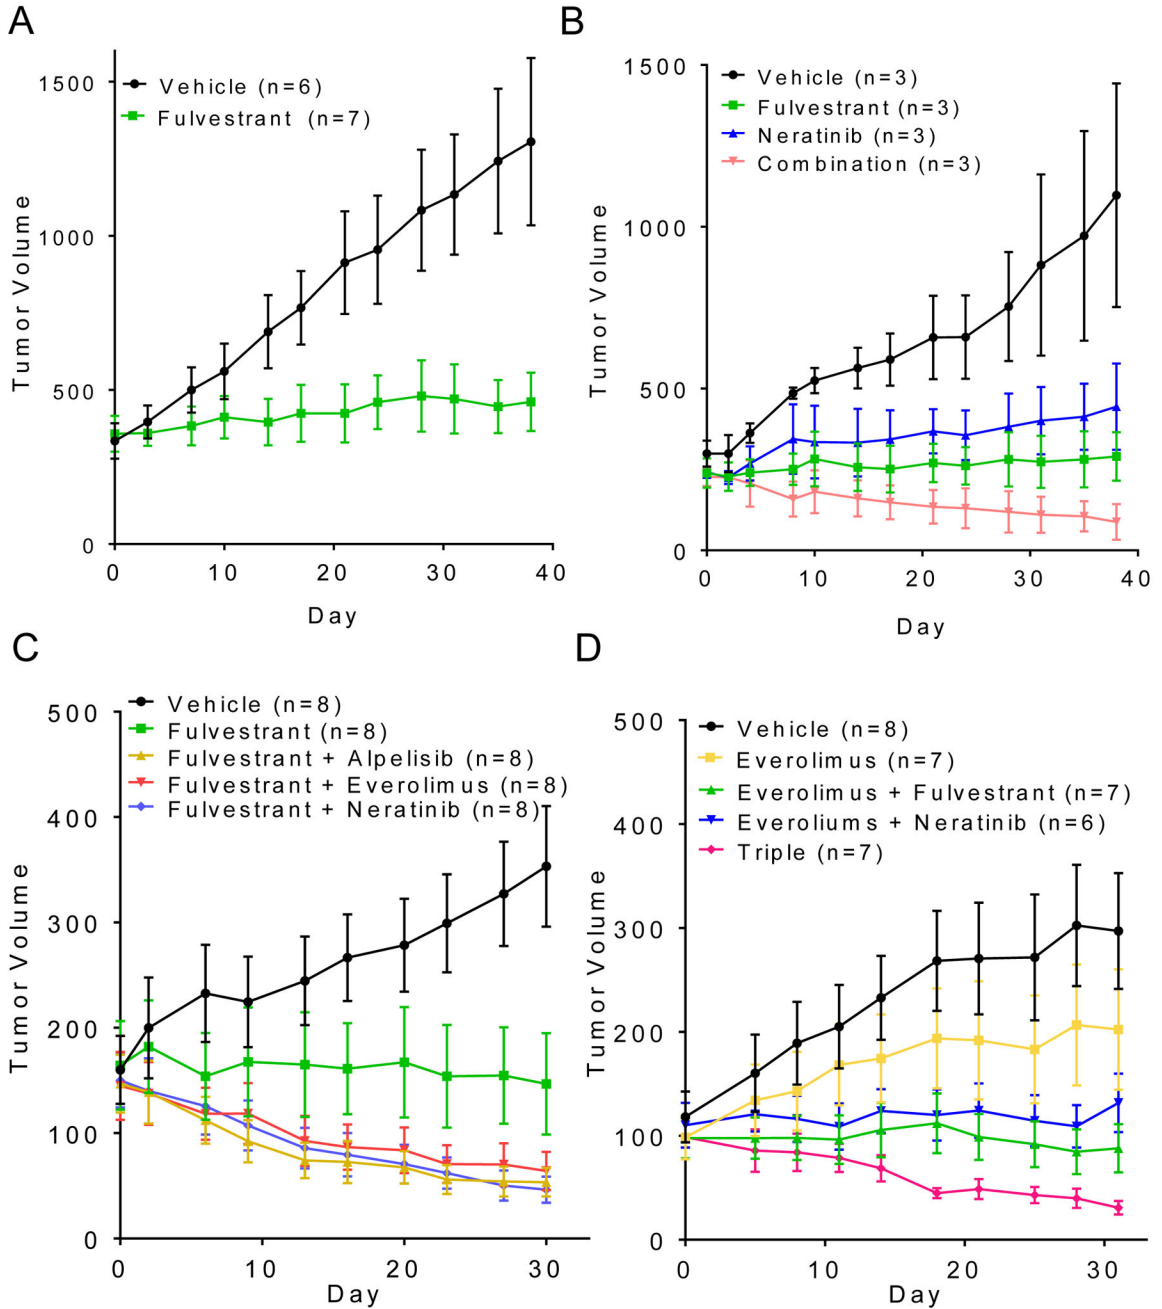 A
Vehicle (n=6)
Fulvestrant (n=7)
1500
1000
500
0
0 10 20 30 40
Tumor Volume
Day
B
Vehicle (n=3)
Fulvestrant (n=3)
Neratinib (n=3)
Combination (n=3)
1500
1000
500
0
0 10 20 30 40
Tumor Volume
Day
C
Vehicle (n=8)
Fulvestrant (n=8)
Fulvestrant + Alpelisib (n=8)
Fulvestrant + Everolimus (n=8)
Fulvestrant + Neratinib (n=8)
500
400
300
200
100
0
0 10 20 30
Tumor Volume
Day
D
Vehicle (n=8)
Everolimus (n=7)
Everolimus + Fulvestrant (n=7)
Everoliums + Neratinib (n=6)
Triple (n=7)
500
400
300
200
100
0
0 10 20 30
Tumor Volume
Day